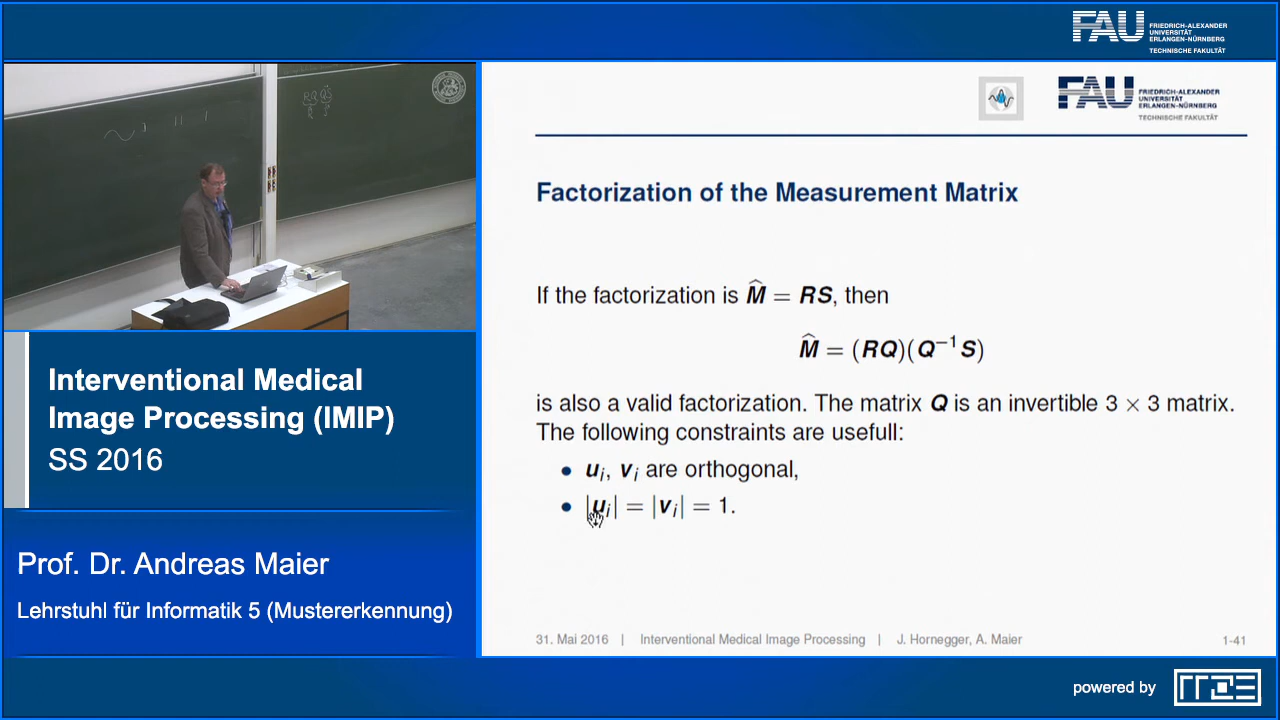 FAU
FRIEDRICH-ALEXANDER
UNIVERSITÄT
ERLANGEN-NÜRNBERG
TECHNISCHE FAKULTÄT
FAU
FRIEDRICH-ALEXANDER
UNIVERSITÄT
ERLANGEN-NÜRNBERG
TECHNISCHE FAKULTÄT
Factorization of the Measurement Matrix
If the factorization is M̂ = RS, then
M̂ = (RQ)(Q⁻¹S)
is also a valid factorization. The matrix Q is an invertible 3 × 3 matrix.
The following constraints are usefull:
• uᵢ, vᵢ are orthogonal,
• |uᵢ| = |vᵢ| = 1.
31. Mai 2016 | Interventional Medical Image Processing | J. Hornegger, A. Maier 1-41
Interventional Medical
Image Processing (IMIP)
SS 2016
Prof. Dr. Andreas Maier
Lehrstuhl für Informatik 5 (Mustererkennung)
powered by